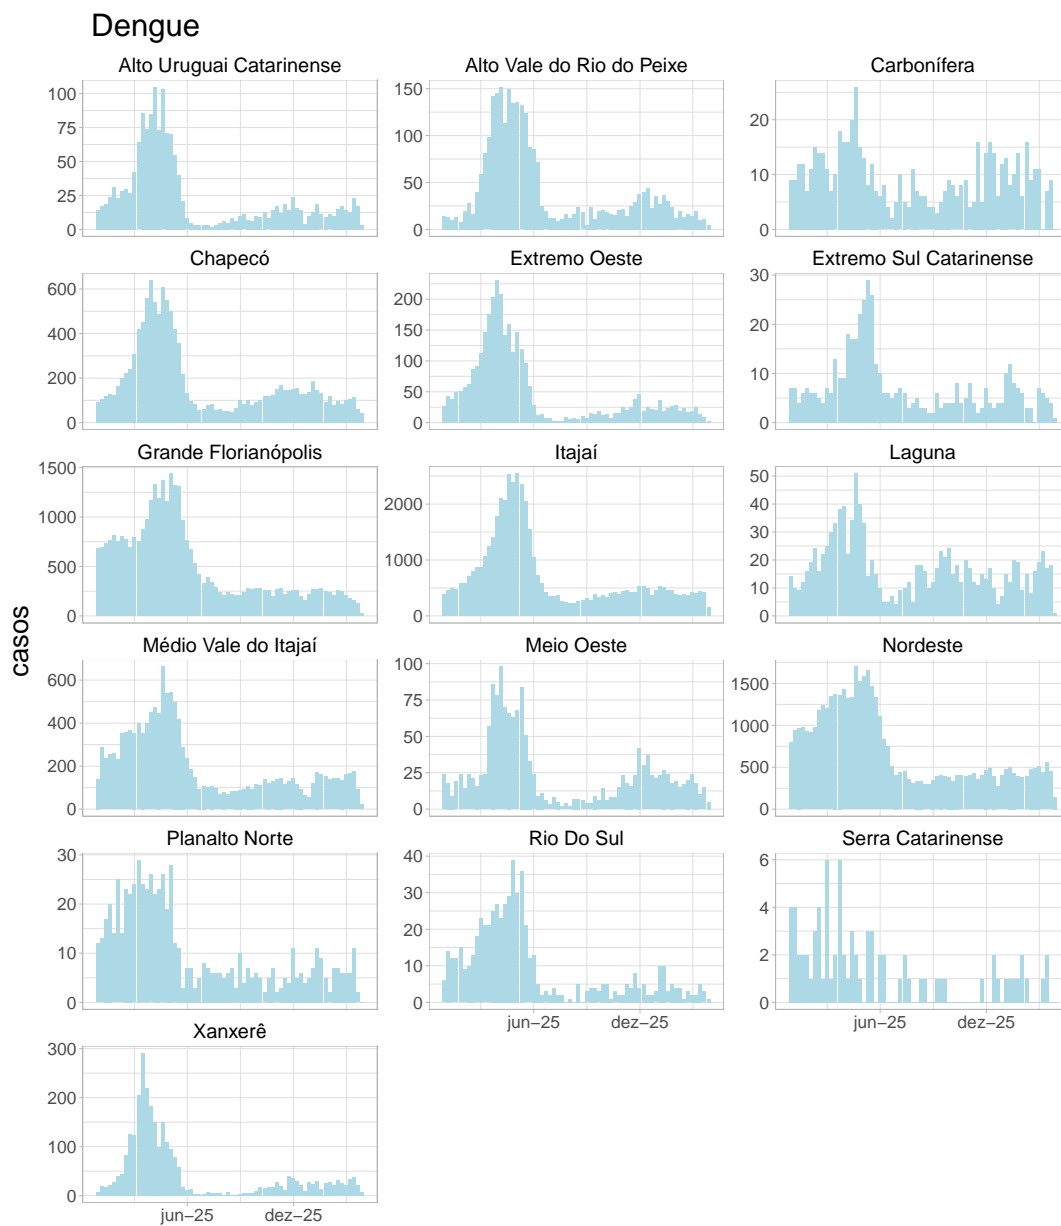 Dengue
Alto Uruguai Catarinense
Alto Vale do Rio do Peixe
Carbonífera
100
75
50
25
0
150
100
50
0
20
10
0
Chapecó
Extremo Oeste
Extremo Sul Catarinense
600
400
200
0
200
150
100
50
0
30
20
10
0
Grande Florianópolis
Itajaí
Laguna
1500
1000
500
0
2000
1000
0
50
40
30
20
10
0
casos
Médio Vale do Itajaí
Meio Oeste
Nordeste
600
400
200
0
100
75
50
25
0
1500
1000
500
0
Planalto Norte
Rio Do Sul
Serra Catarinense
30
20
10
0
40
30
20
10
0
6
4
2
0
jun−25
dez−25
jun−25
dez−25
Xanxerê
300
200
100
0
jun−25
dez−25